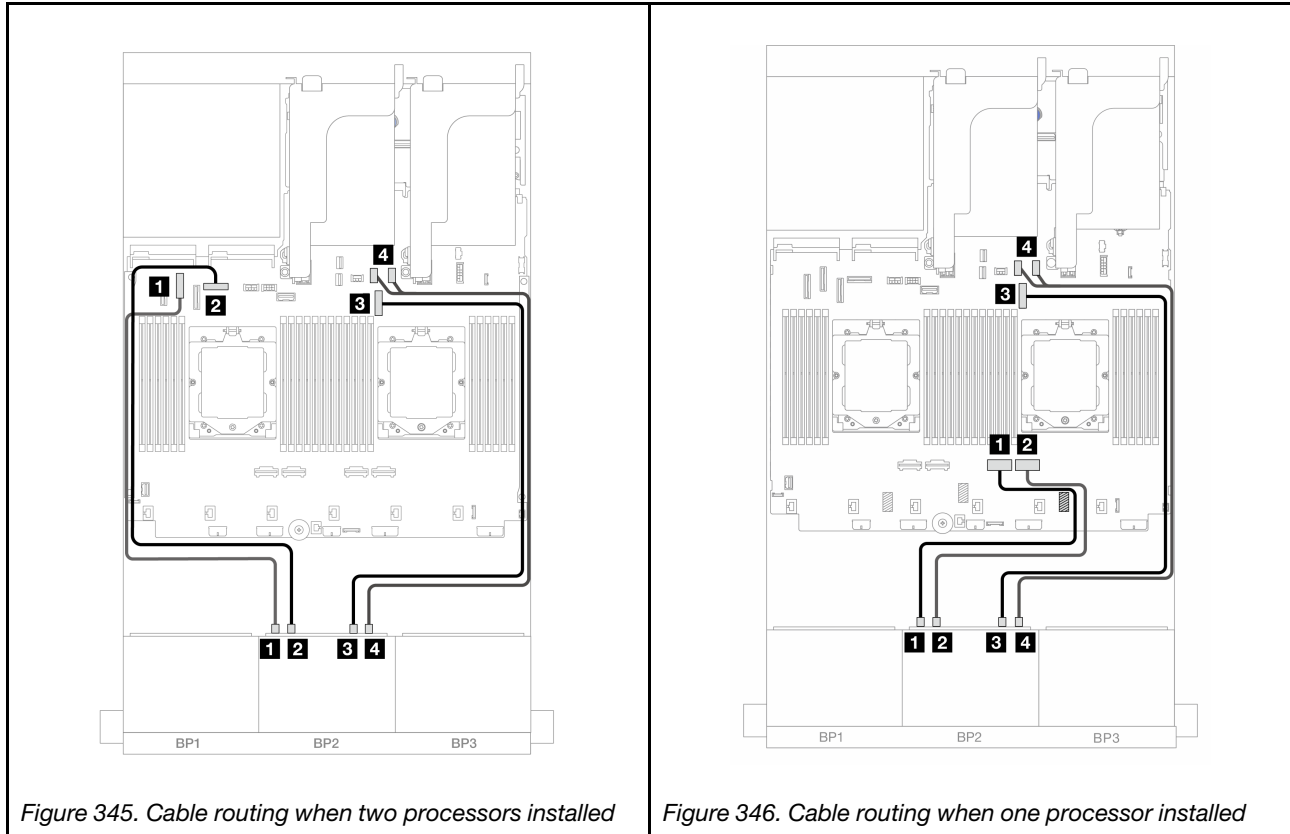 4
1
2
3
1
2
3
4
BP1
BP2
BP3
Figure 345. Cable routing when two processors installed
4
3
1
2
1
2
3
4
BP1
BP2
BP3
Figure 346. Cable routing when one processor installed